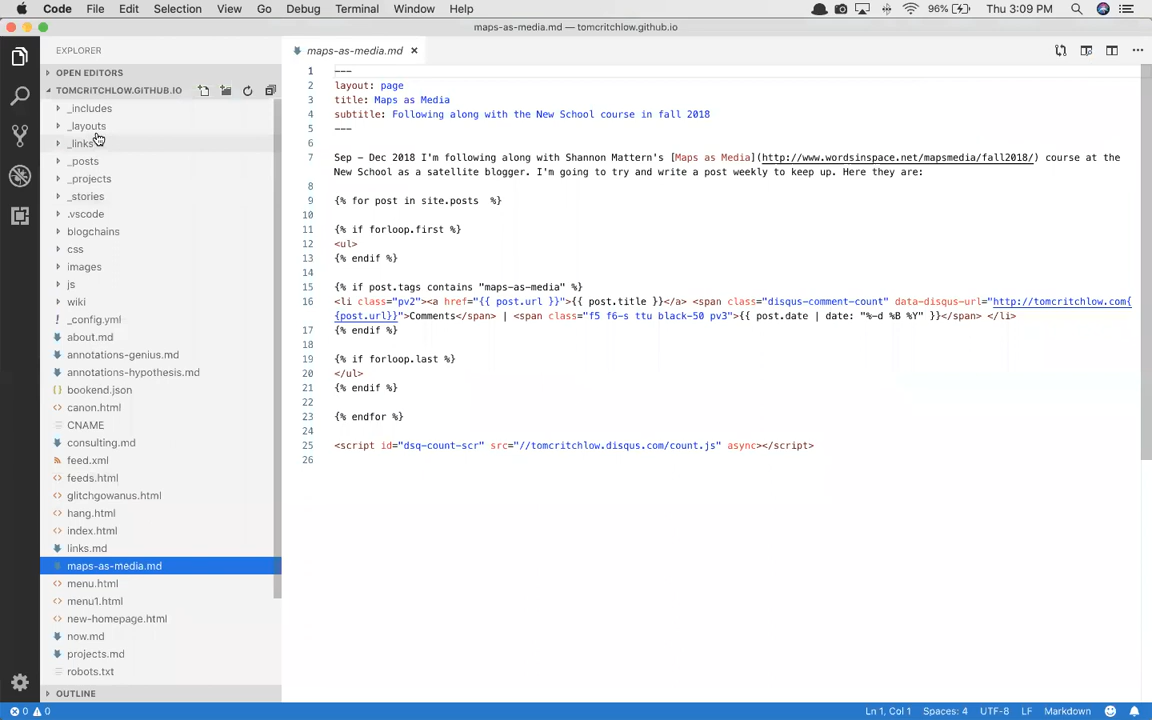 Code File Edit Selection View Go Debug Terminal Window Help 96% Thu 3:09 PM
maps-as-media.md — tomcritchlow.github.io
EXPLORER
OPEN EDITORS
TOMCRITCHLOW.GITHUB.IO
_includes
_layouts
_links
_posts
_projects
_stories
.vscode
blogchains
css
images
js
wiki
! _config.yml
about.md
annotations-genius.md
annotations-hypothesis.md
{} bookend.json
<> canon.html
CNAME
consulting.md
feed.xml
<> feeds.html
<> glitchgowanus.html
<> hang.html
<> index.html
links.md
maps-as-media.md
<> menu.html
<> menu1.html
<> new-homepage.html
now.md
projects.md
robots.txt
OUTLINE
maps-as-media.md ×
1 ---
2 layout: page
3 title: Maps as Media
4 subtitle: Following along with the New School course in fall 2018
5 ---
6
7 Sep - Dec 2018 I'm following along with Shannon Mattern's [Maps as Media](http://www.wordsinspace.net/mapsmedia/fall2018/) course at the
New School as a satellite blogger. I'm going to try and write a post weekly to keep up. Here they are:
8
9 {% for post in site.posts  %}
10
11 {% if forloop.first %}
12 <ul>
13 {% endif %}
14
15 {% if post.tags contains "maps-as-media" %}
16 <li class="pv2"><a href="{{ post.url }}">{{ post.title }}</a> <span class="disqus-comment-count" data-disqus-url="http://tomcritchlow.com{
{post.url}}">Comments</span> | <span class="f5 f6-s ttu black-50 pv3">{{ post.date | date: "%-d %B %Y" }}</span> </li>
17 {% endif %}
18
19 {% if forloop.last %}
20 </ul>
21 {% endif %}
22
23 {% endfor %}
24
25 <script id="dsq-count-scr" src="//tomcritchlow.disqus.com/count.js" async></script>
26
0 0 Ln 1, Col 1 Spaces: 4 UTF-8 LF Markdown